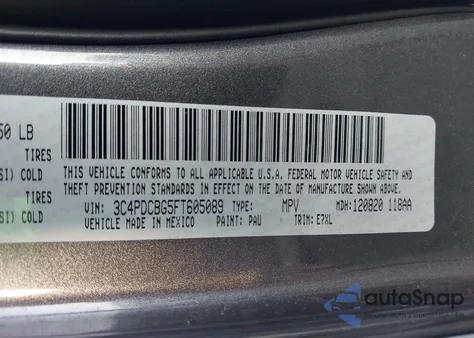 50 LB
TIRES
SI) COLD
TIRES
SI) COLD
THIS VEHICLE CONFORMS TO ALL APPLICABLE U.S.A. FEDERAL MOTOR VEHICLE SAFETY AND
THEFT PREVENTION STANDARDS IN EFFECT ON THE DATE OF MANUFACTURE SHOWN ABOVE.
VIN: 3C4PDCBG5FT605089 TYPE: MPV MDH: 120820 118AA
VEHICLE MADE IN MEXICO PAINT: PAU TRIM: E7XL
autoSnap